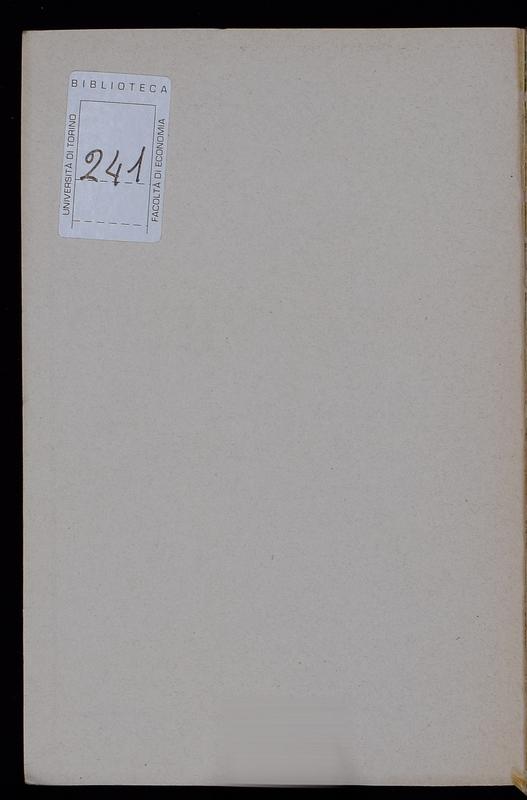 BIBLIOTECA
UNIVERSITÀ DI TORINO
241
FACOLTÀ DI ECONOMIA